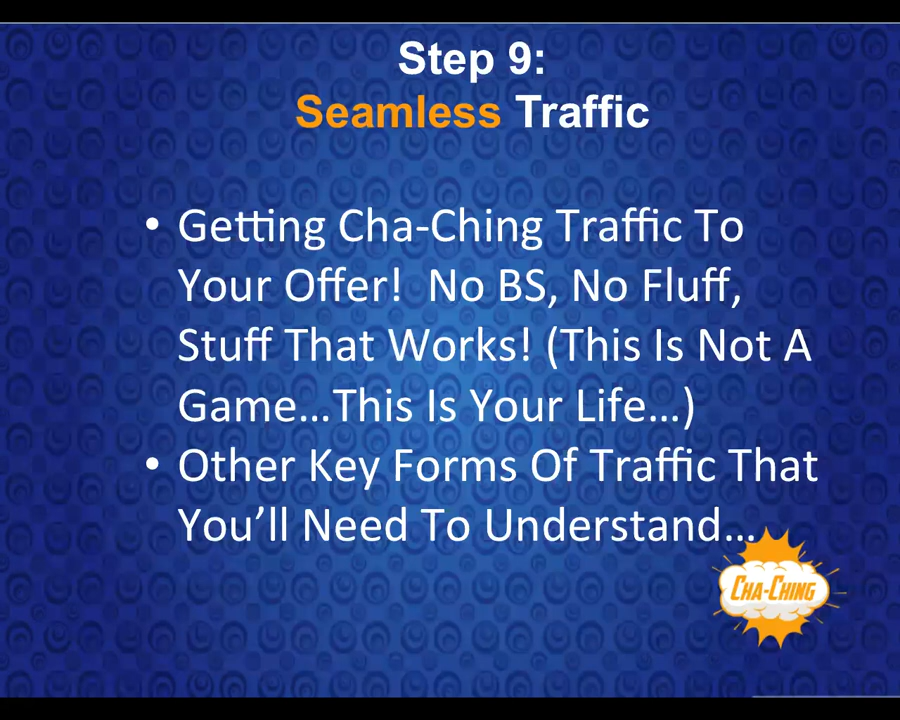 Step 9:
Seamless Traffic
• Getting Cha-Ching Traffic To
Your Offer!  No BS, No Fluff,
Stuff That Works! (This Is Not A
Game…This Is Your Life…)
• Other Key Forms Of Traffic That
You’ll Need To Understand…
CHA-CHING